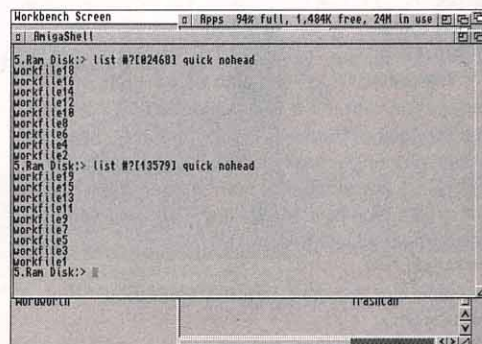 Workbench Screen
Apps 94% full, 1,484K free, 24M in use
AmigaShell
5.Ram Disk:> list #?[02468] quick nohead
workfile18
workfile16
workfile14
workfile12
workfile10
workfile8
workfile6
workfile4
workfile2
5.Ram Disk:> list #?[13579] quick nohead
workfile19
workfile15
workfile13
workfile11
workfile9
workfile7
workfile5
workfile3
workfile1
5.Ram Disk:>
Wordworth
Trashcan